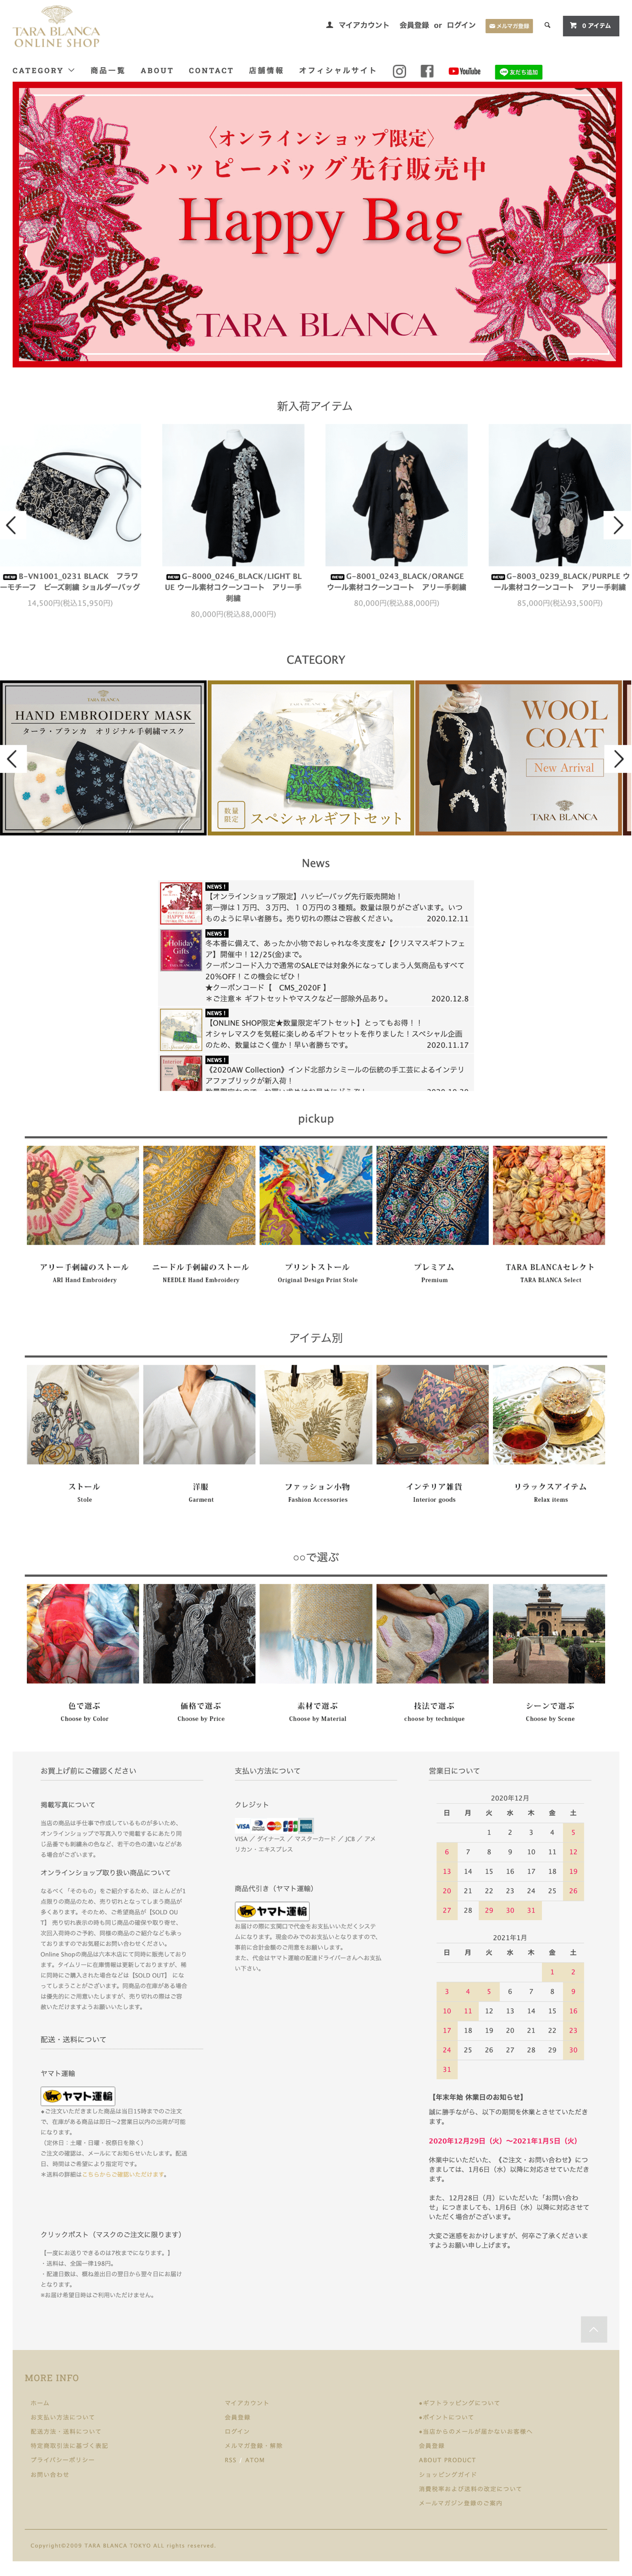 TARA BLANCA
ONLINE SHOP
マイアカウント 会員登録 or ログイン メルマガ登録 0 アイテム
CATEGORY 商品一覧 ABOUT CONTACT 店舗情報 オフィシャルサイト YouTube 友だち追加
〈オンラインショップ限定〉
ハッピーバッグ先行販売中
Happy Bag
TARA BLANCA
新入荷アイテム
NEW B-VN1001_0231 BLACK フラワーモチーフ ビーズ刺繍 ショルダーバッグ
14,500円(税込15,950円)
NEW G-8000_0246_BLACK/LIGHT BL
UE ウール素材コクーンコート アリー手
刺繍
80,000円(税込88,000円)
NEW G-8001_0243_BLACK/ORANGE
ウール素材コクーンコート アリー手刺繍
80,000円(税込88,000円)
NEW G-8003_0239_BLACK/PURPLE ウ
ール素材コクーンコート アリー手刺繍
85,000円(税込93,500円)
CATEGORY
TARA BLANCA
HAND EMBROIDERY MASK
ターラ・ブランカ オリジナル手刺繍マスク
数量
限定
スペシャルギフトセット
WOOL
COAT
New Arrival
TARA BLANCA
News
NEWS！
【オンラインショップ限定】ハッピーバッグ先行販売開始！
第一弾は１万円、３万円、１０万円の３種類。数量は限りがございます。いつ
ものように早い者勝ち。売り切れの際はご容赦ください。 2020.12.11
Holiday
Gifts
NEWS！
冬本番に備えて、あったか小物でおしゃれな冬支度を♪【クリスマスギフトフェ
ア】開催中！12/25(金)まで。
クーポンコード入力で通常のSALEでは対象外になってしまう人気商品もすべて
20％OFF！この機会にぜひ！
★クーポンコード【 CMS_2020F 】
＊ご注意＊ ギフトセットやマスクなど一部除外品あり。 2020.12.8
NEWS！
【ONLINE SHOP限定★数量限定ギフトセット】とってもお得！！
オシャレマスクを気軽に楽しめるギフトセットを作りました！スペシャル企画
のため、数量はごく僅か！早い者勝ちです。 2020.11.17
Interior
NEWS！
《2020AW Collection》インド北部カシミールの伝統の手工芸によるインテリ
アファブリックが新入荷！
pickup
アリー手刺繍のストール
ARI Hand Embroidery
ニードル手刺繍のストール
NEEDLE Hand Embroidery
プリントストール
Original Design Print Stole
プレミアム
Premium
TARA BLANCAセレクト
TARA BLANCA Select
アイテム別
ストール
Stole
洋服
Garment
ファッション小物
Fashion Accessories
インテリア雑貨
Interior goods
リラックスアイテム
Relax items
○○で選ぶ
色で選ぶ
Choose by Color
価格で選ぶ
Choose by Price
素材で選ぶ
Choose by Material
技法で選ぶ
choose by technique
シーンで選ぶ
Choose by Scene
お買上げ前にご確認ください
掲載写真について
当店の商品は手仕事で作成しているものが多いため、
オンラインショップで写真入りで掲載するにあたり同
じ品番でも刺繍糸の色など、若干の色の違いなどがあ
る場合がございます。
オンラインショップ取り扱い商品について
なるべく「そのもの」をご紹介するため、ほとんどが1
点限りの商品のため、売り切れとなってしまう商品が
多くあります。そのため、ご希望商品が【SOLD OU
T】 売り切れ表示の時も同じ商品の確保や取り寄せ、
次回入荷時のご予約、同様の商品のご紹介なども承っ
ておりますのでお気軽にお問い合わせください。
Online Shopの商品は六本木店にて同時に販売しており
ます。タイムリーに在庫情報は更新しておりますが、稀
に同時にご購入された場合などは【SOLD OUT】 にな
ってしまうことがございます。同商品の在庫がある場合
は優先的にご用意いたしますが、売り切れの際はご容
赦いただけますようお願いいたします。
配送・送料について
ヤマト運輸
ヤマト運輸
●ご注文いただきました商品は当日15時までのご注文
で、在庫がある商品は即日〜2営業日以内の出荷が可能
になります。
（定休日：土曜・日曜・祝祭日を除く）
ご注文の確認は、メールにてお知らせいたします。配送
日、時間はご希望により指定可です。
＊送料の詳細はこちらからご確認いただけます。
クリックポスト（マスクのご注文に限ります）
【一度にお送りできるのは7枚までになります。】
・送料は、全国一律198円。
・配達日数は、概ね差出日の翌日から翌々日にお届け
となります。
※お届け希望日時はご利用いただけません。
支払い方法について
クレジット
VISA ／ ダイナース ／ マスターカード ／ JCB ／ アメ
リカン・エキスプレス
商品代引き（ヤマト運輸）
ヤマト運輸
お届けの際に玄関口で代金をお支払いいただくシステ
ムになります。現金のみでのお支払いとなりますので、
事前に合計金額のご用意をお願いします。
また、代金はヤマト運輸の配達ドライバーさんへお支払
い下さい。
営業日について
2020年12月
日 月 火 水 木 金 土
1 2 3 4 5
6 7 8 9 10 11 12
13 14 15 16 17 18 19
20 21 22 23 24 25 26
27 28 29 30 31
2021年1月
日 月 火 水 木 金 土
1 2
3 4 5 6 7 8 9
10 11 12 13 14 15 16
17 18 19 20 21 22 23
24 25 26 27 28 29 30
31
【年末年始 休業日のお知らせ】
誠に勝手ながら、以下の期間を休業とさせていただき
ます。
2020年12月29日（火）〜2021年1月5日（火）
休業中にいただいた、《ご注文・お問い合わせ》につ
きましては、1月6日（水）以降に対応させていただき
ます。
また、12月28日（月）にいただいた「お問い合わ
せ」につきましても、1月6日（水）以降に対応させて
いただく場合がございます。
大変ご迷惑をおかけしますが、何卒ご了承くださいま
すようお願い申し上げます。
MORE INFO
ホーム
お支払い方法について
配送方法・送料について
特定商取引法に基づく表記
プライバシーポリシー
お問い合わせ
マイアカウント
会員登録
ログイン
メルマガ登録・解除
RSS / ATOM
●ギフトラッピングについて
●ポイントについて
●当店からのメールが届かないお客様へ
会員登録
ABOUT PRODUCT
ショッピングガイド
消費税率および送料の改定について
メールマガジン登録のご案内
Copyright©2009 TARA BLANCA TOKYO ALL rights reserved.